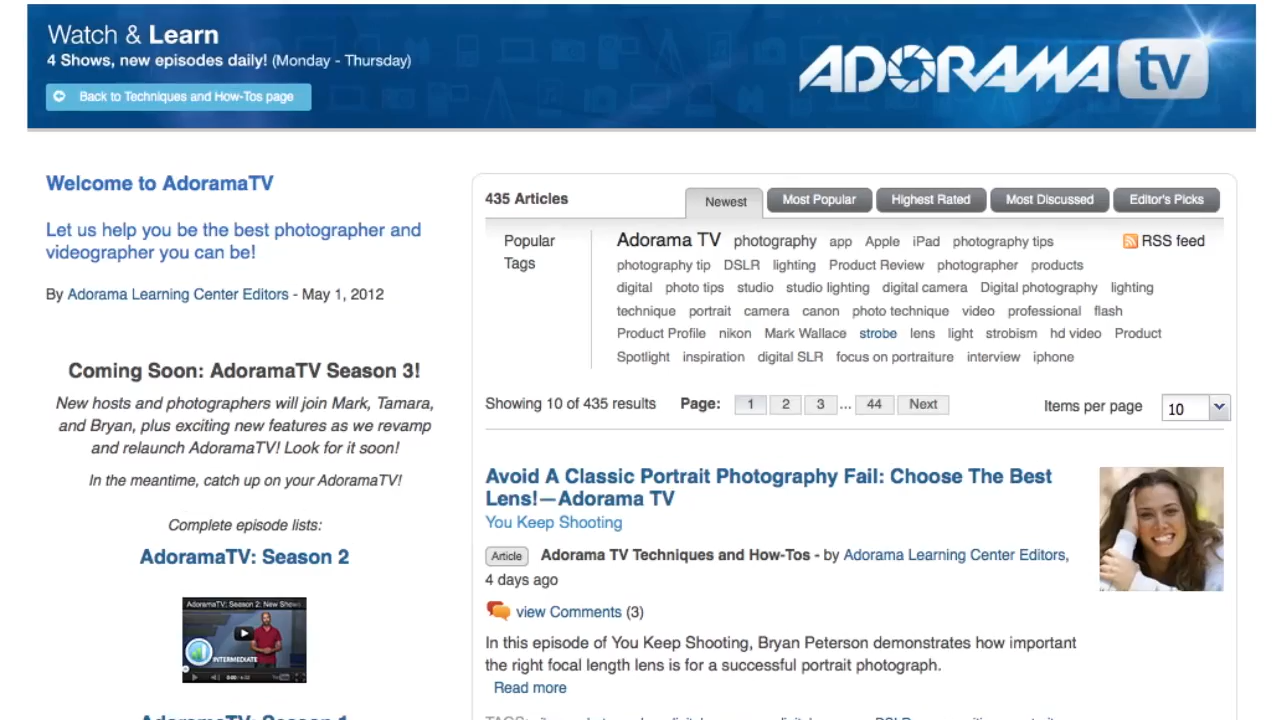 Watch & Learn
4 Shows, new episodes daily! (Monday - Thursday)
Back to Techniques and How-Tos page
ADORAMA tv
Welcome to AdoramaTV
Let us help you be the best photographer and
videographer you can be!
By Adorama Learning Center Editors - May 1, 2012
Coming Soon: AdoramaTV Season 3!
New hosts and photographers will join Mark, Tamara,
and Bryan, plus exciting new features as we revamp
and relaunch AdoramaTV! Look for it soon!
In the meantime, catch up on your AdoramaTV!
Complete episode lists:
AdoramaTV: Season 2
AdoramaTV: Season 2: New Shows
INTERMEDIATE
AdoramaTV: Season 1
435 Articles
Newest
Most Popular
Highest Rated
Most Discussed
Editor's Picks
Popular
Tags
Adorama TV photography app Apple iPad photography tips
photography tip DSLR lighting Product Review photographer products
digital photo tips studio studio lighting digital camera Digital photography lighting
technique portrait camera canon photo technique video professional flash
Product Profile nikon Mark Wallace strobe lens light strobism hd video Product
Spotlight inspiration digital SLR focus on portraiture interview iphone
RSS feed
Showing 10 of 435 results Page: 1 2 3 ... 44 Next
Items per page 10
Avoid A Classic Portrait Photography Fail: Choose The Best
Lens!—Adorama TV
You Keep Shooting
Article Adorama TV Techniques and How-Tos - by Adorama Learning Center Editors,
4 days ago
view Comments (3)
In this episode of You Keep Shooting, Bryan Peterson demonstrates how important
the right focal length lens is for a successful portrait photograph.
Read more